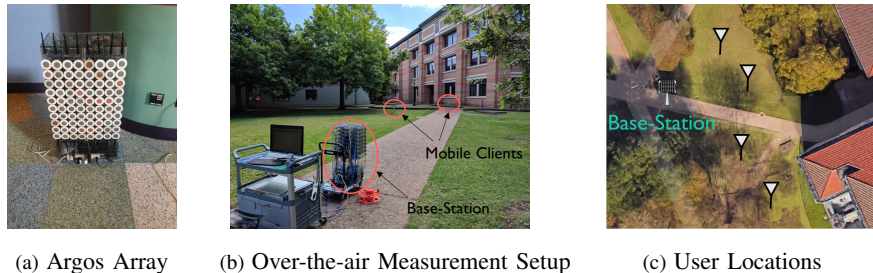 Mobile Clients
Base-Station
Base-Station
(a) Argos Array
(b) Over-the-air Measurement Setup
(c) User Locations